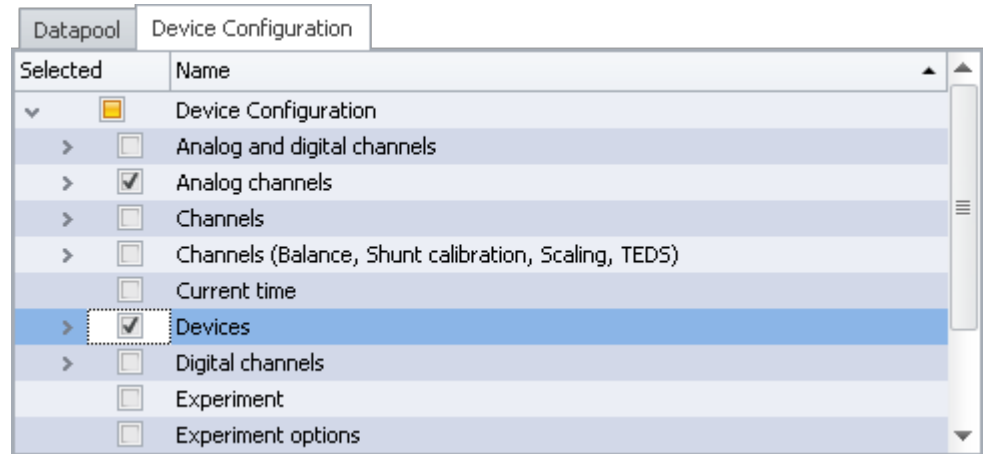 Datapool Device Configuration
Selected Name
Device Configuration
Analog and digital channels
Analog channels
Channels
Channels (Balance, Shunt calibration, Scaling, TEDS)
Current time
Devices
Digital channels
Experiment
Experiment options